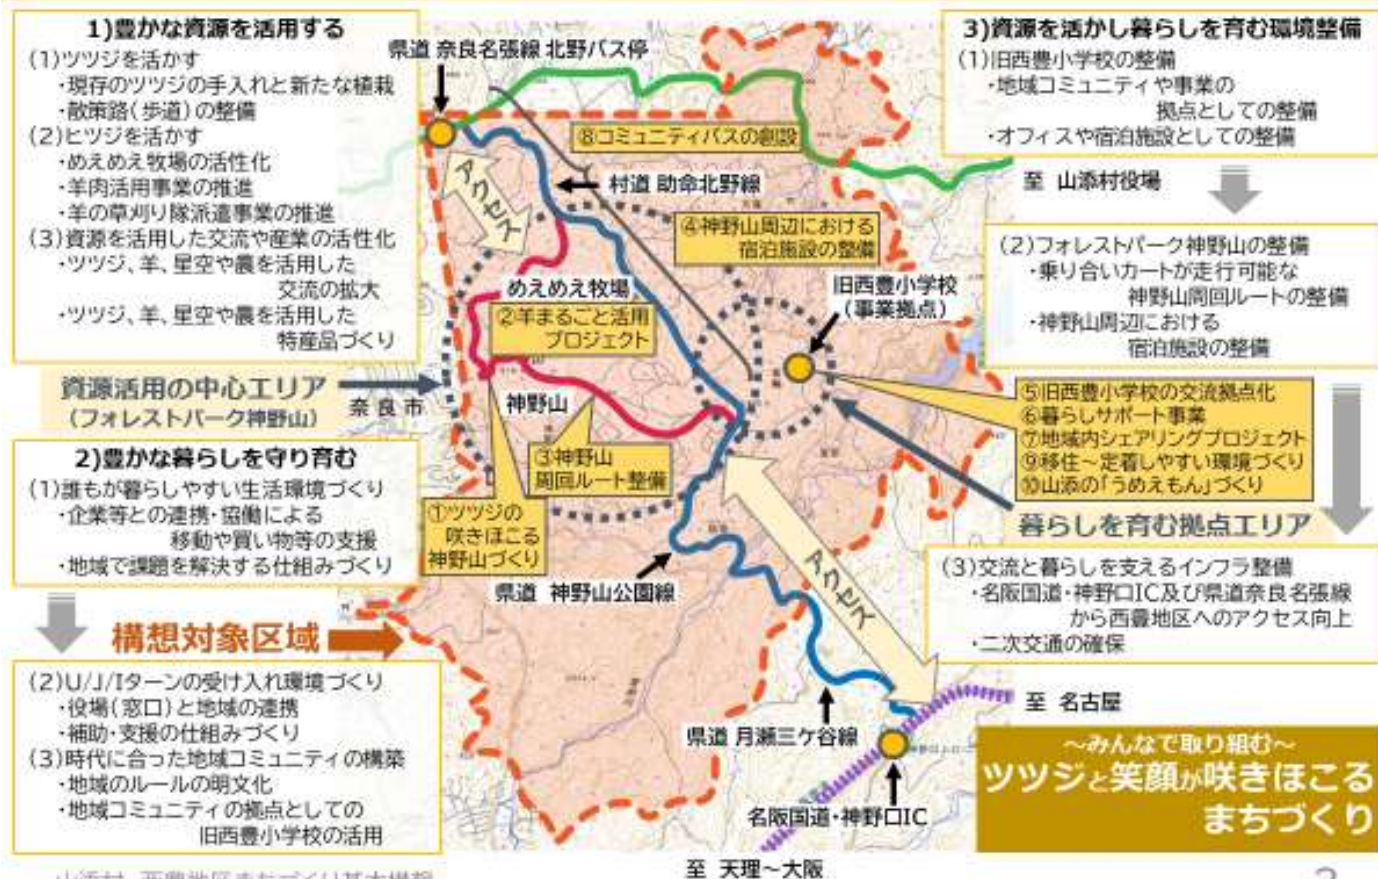 1)豊かな資源を活用する
(1)ツツジを活かす
・現存のツツジの手入れと新たな植栽
・散策路(歩道)の整備
(2)ヒツジを活かす
・めえめえ牧場の活性化
・羊肉活用事業の推進
・羊の草刈り隊派遣事業の推進
(3)資源を活用した交流や産業の活性化
・ツツジ、羊、星空や農を活用した
交流の拡大
・ツツジ、羊、星空や農を活用した
特産品づくり
資源活用の中心エリア
(フォレストパーク神野山)
2)豊かな暮らしを守り育む
(1)誰もが暮らしやすい生活環境づくり
・企業等との連携・協働による
移動や買い物等の支援
・地域で課題を解決する仕組みづくり
構想対象区域
(2)U/J/Iターンの受け入れ環境づくり
・役場(窓口)と地域の連携
・補助・支援の仕組みづくり
(3)時代に合った地域コミュニティの構築
・地域のルールの明文化
・地域コミュニティの拠点としての
旧西豊小学校の活用
県道 奈良名張線 北野バス停
⑧コミュニティバスの創設
アクセス
村道 助命北野線
④神野山周辺における
宿泊施設の整備
めえめえ牧場
②羊まるごと活用
プロジェクト
旧西豊小学校
(事業拠点)
奈良市
神野山
③神野山
周回ルート整備
①ツツジの
咲きほこる
神野山づくり
県道 神野山公園線
アクセス
県道 月瀬三ケ谷線
名阪国道・神野口IC
至 天理～大阪
至 名古屋
至 山添村役場
3)資源を活かし暮らしを育む環境整備
(1)旧西豊小学校の整備
・地域コミュニティや事業の
拠点としての整備
・オフィスや宿泊施設としての整備
(2)フォレストパーク神野山の整備
・乗り合いカートが走行可能な
神野山周回ルートの整備
・神野山周辺における
宿泊施設の整備
⑤旧西豊小学校の交流拠点化
⑥暮らしサポート事業
⑦地域内シェアリングプロジェクト
⑨移住～定着しやすい環境づくり
⑩山添の「うめえもん」づくり
暮らしを育む拠点エリア
(3)交流と暮らしを支えるインフラ整備
・名阪国道・神野口IC及び県道奈良名張線
から西豊地区へのアクセス向上
・二次交通の確保
～みんなで取り組む～
ツツジと笑顔が咲きほこる
まちづくり